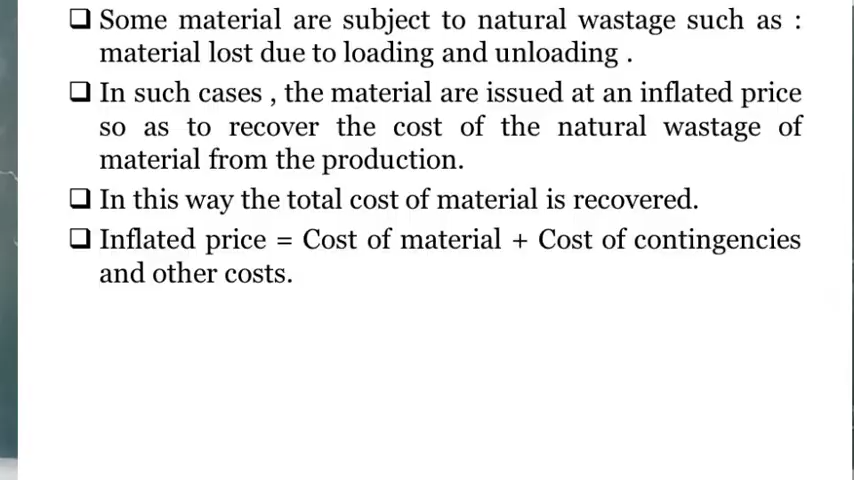 ❑ Some material are subject to natural wastage such as :
material lost due to loading and unloading .
❑ In such cases , the material are issued at an inflated price
so as to recover the cost of the natural wastage of
material from the production.
❑ In this way the total cost of material is recovered.
❑ Inflated price = Cost of material + Cost of contingencies
and other costs.